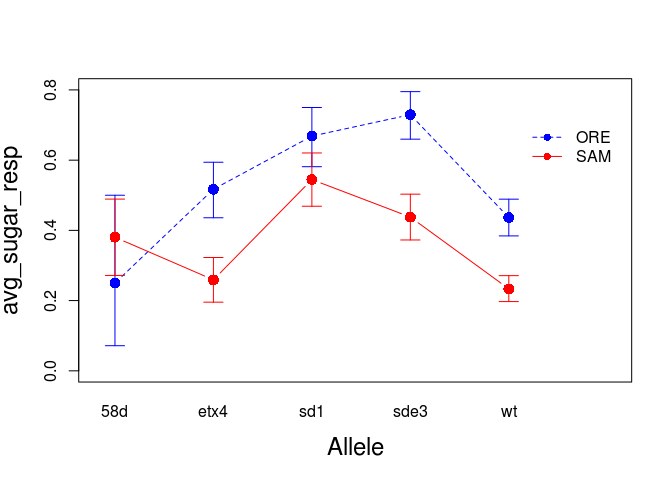 avg_sugar_resp
0.8
0.6
0.4
0.2
0.0
ORE
SAM
58d etx4 sd1 sde3 wt
Allele